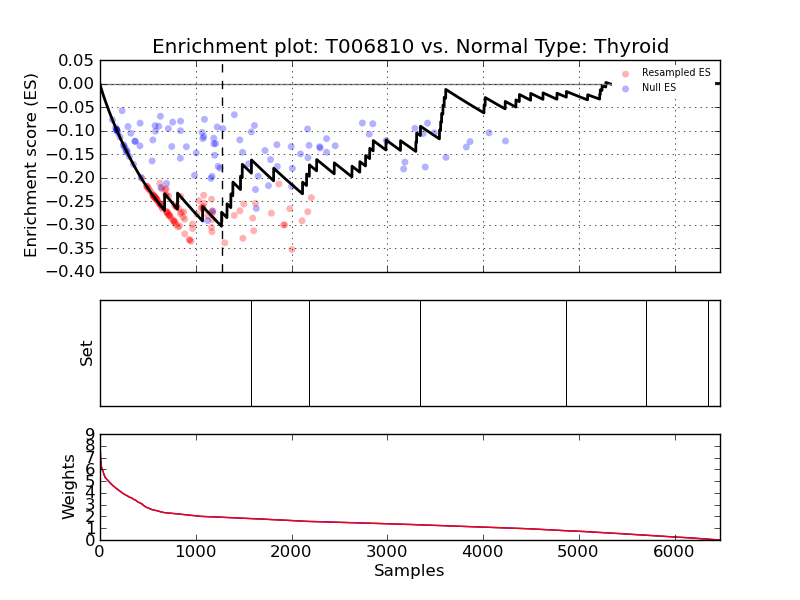 Enrichment plot: T006810 vs. Normal Type: Thyroid
0.05
0.00
−0.05
−0.10
−0.15
−0.20
−0.25
−0.30
−0.35
−0.40
Enrichment score (ES)
Resampled ES
Null ES
Set
9
8
7
6
5
4
3
2
1
0
Weights
0 1000 2000 3000 4000 5000 6000
Samples